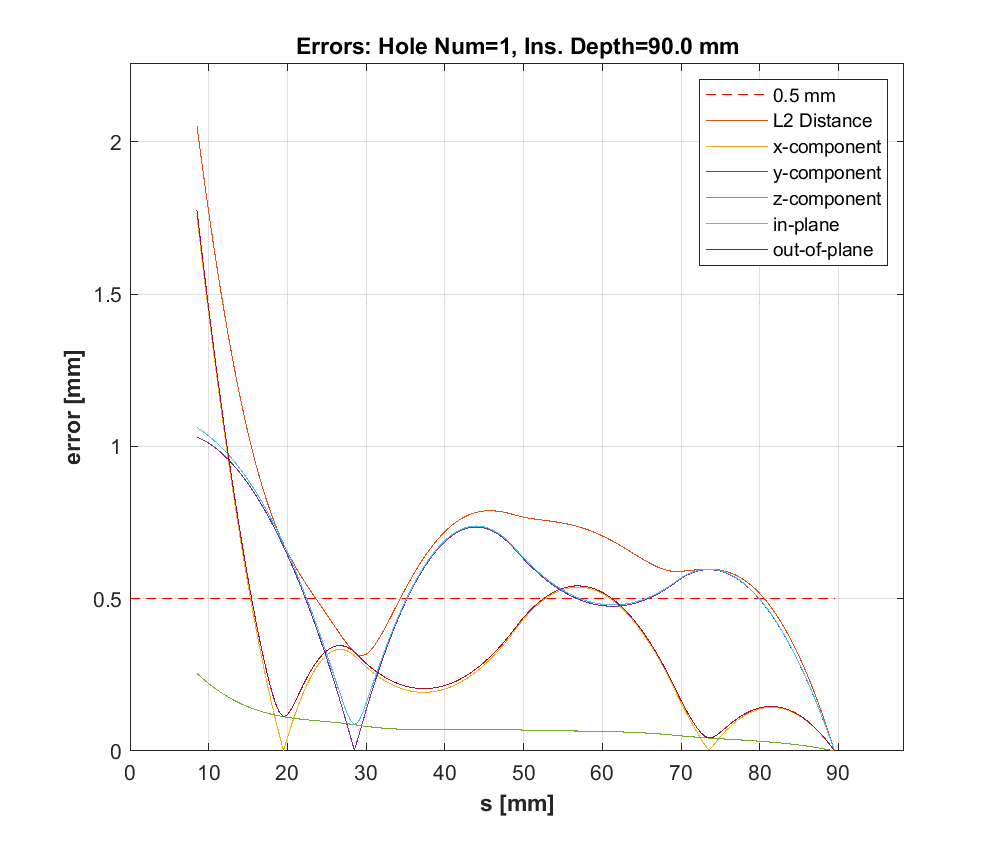 Errors: Hole Num=1, Ins. Depth=90.0 mm
0.5 mm
L2 Distance
x-component
y-component
z-component
in-plane
out-of-plane
2
1.5
1
0.5
0
error [mm]
0 10 20 30 40 50 60 70 80 90
s [mm]